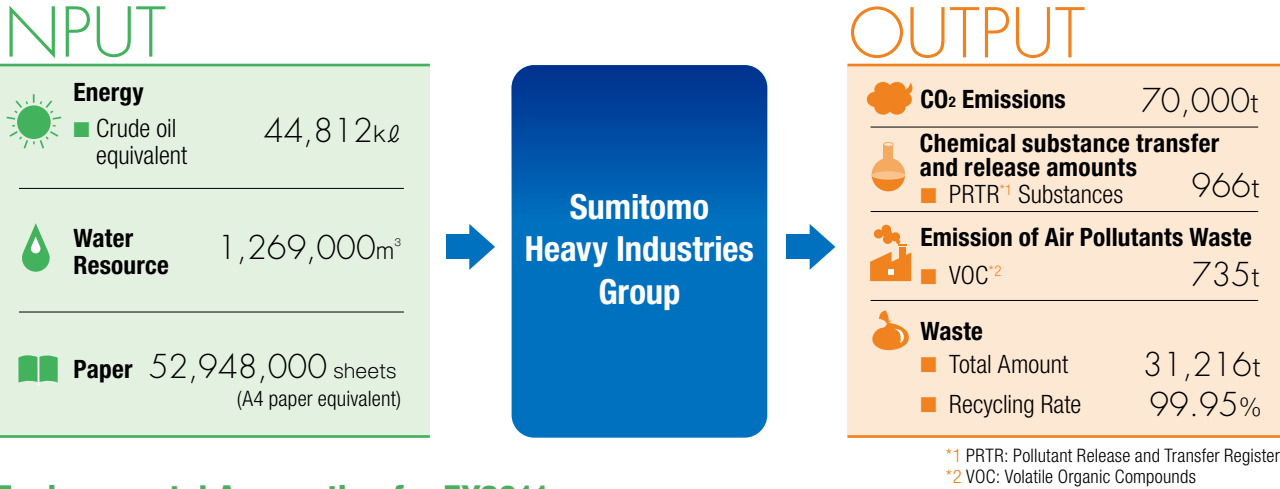 NPUT
Energy
■ Crude oil
equivalent
44,812kℓ
Water
Resource
1,269,000m³
Paper 52,948,000 sheets
(A4 paper equivalent)
Sumitomo
Heavy Industries
Group
OUTPUT
CO₂ Emissions 70,000t
Chemical substance transfer
and release amounts
■ PRTR*1 Substances 966t
Emission of Air Pollutants Waste
■ VOC*2 735t
Waste
■ Total Amount 31,216t
■ Recycling Rate 99.95%
*1 PRTR: Pollutant Release and Transfer Register
*2 VOC: Volatile Organic Compounds